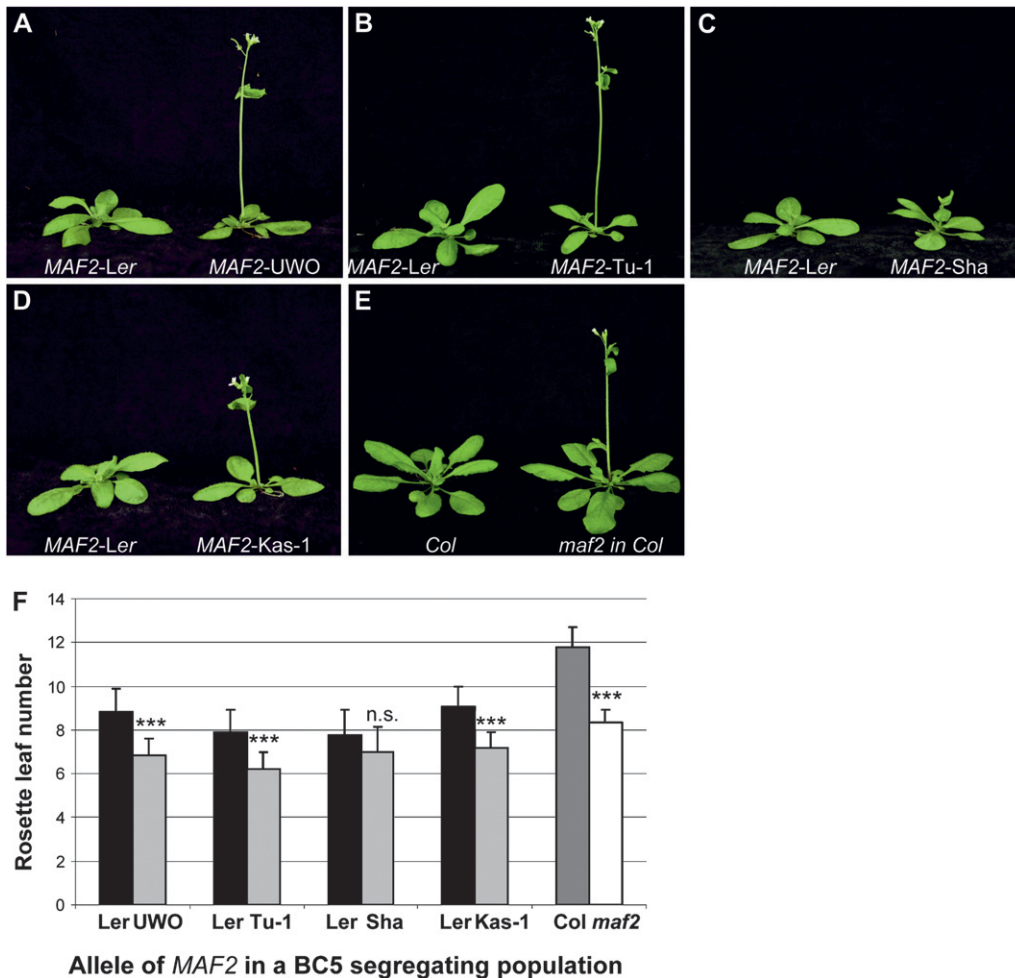 A
B
C
MAF2-Ler MAF2-UWO
MAF2-Ler MAF2-Tu-1
MAF2-Ler MAF2-Sha
D
E
MAF2-Ler MAF2-Kas-1
Col maf2 in Col
F
14
12
10
8
6
4
2
0
Rosette leaf number
***
***
n.s.
***
***
Ler UWO Ler Tu-1 Ler Sha Ler Kas-1 Col maf2
Allele of MAF2 in a BC5 segregating population